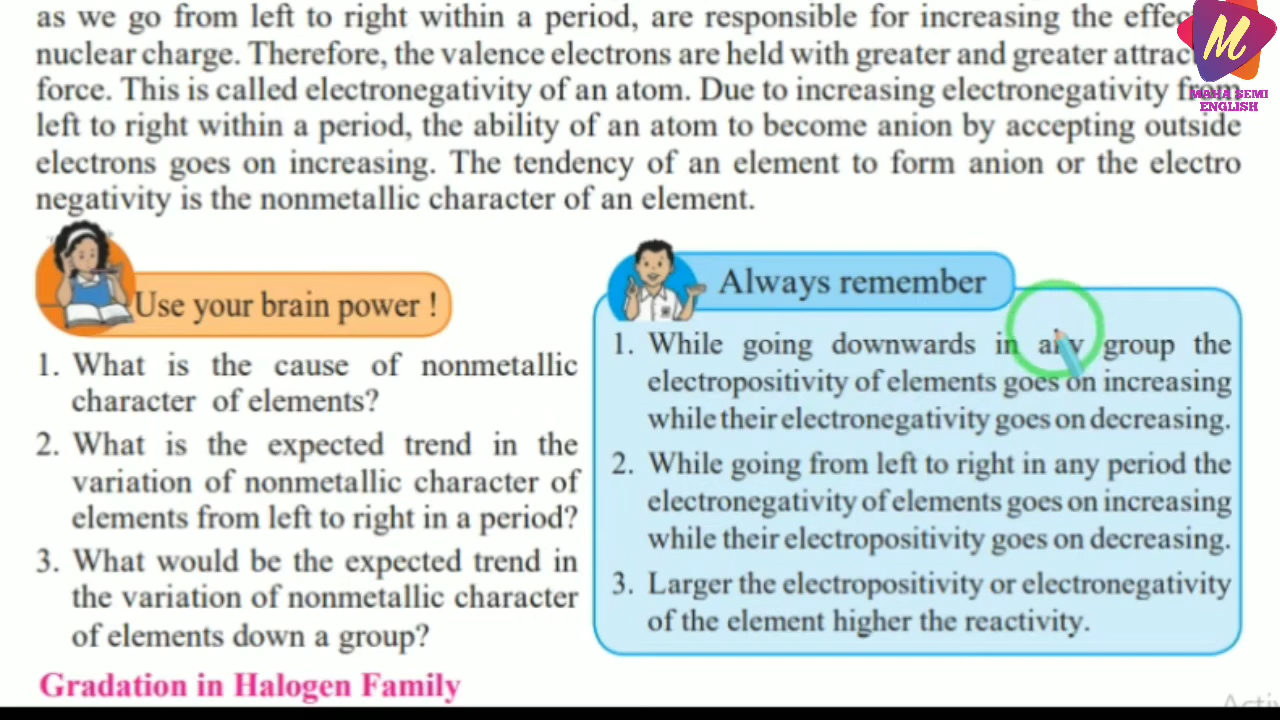 as we go from left to right within a period, are responsible for increasing the
nuclear charge. Therefore, the valence electrons are held with greater and greater
force. This is called electronegativity of an atom. Due to increasing electronegativity
left to right within a period, the ability of an atom to become anion by accepting outside
electrons goes on increasing. The tendency of an element to form anion or the electro
negativity is the nonmetallic character of an element.
M
MAHA SEMI
ENGLISH
Use your brain power !
1. What is the cause of nonmetallic
character of elements?
2. What is the expected trend in the
variation of nonmetallic character of
elements from left to right in a period?
3. What would be the expected trend in
the variation of nonmetallic character
of elements down a group?
Always remember
1. While going downwards in any group the
electropositivity of elements goes on increasing
while their electronegativity goes on decreasing.
2. While going from left to right in any period the
electronegativity of elements goes on increasing
while their electropositivity goes on decreasing.
3. Larger the electropositivity or electronegativity
of the element higher the reactivity.
Gradation in Halogen Family